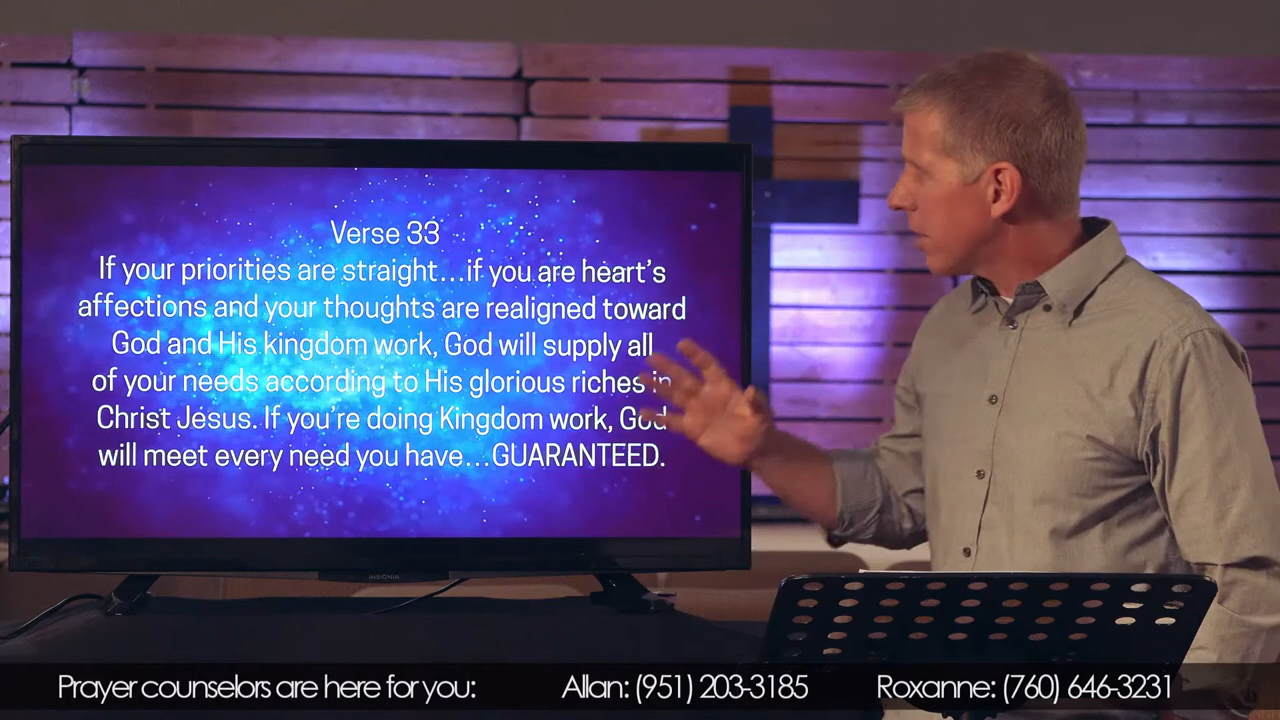 Verse 33
If your priorities are straight...if you are heart's
affections and your thoughts are realigned toward
God and His kingdom work, God will supply all
of your needs according to His glorious riches in
Christ Jesus. If you're doing Kingdom work, God
will meet every need you have...GUARANTEED.
INSIGNIA
Prayer counselors are here for you: Allan: (951) 203-3185 Roxanne: (760) 646-3231